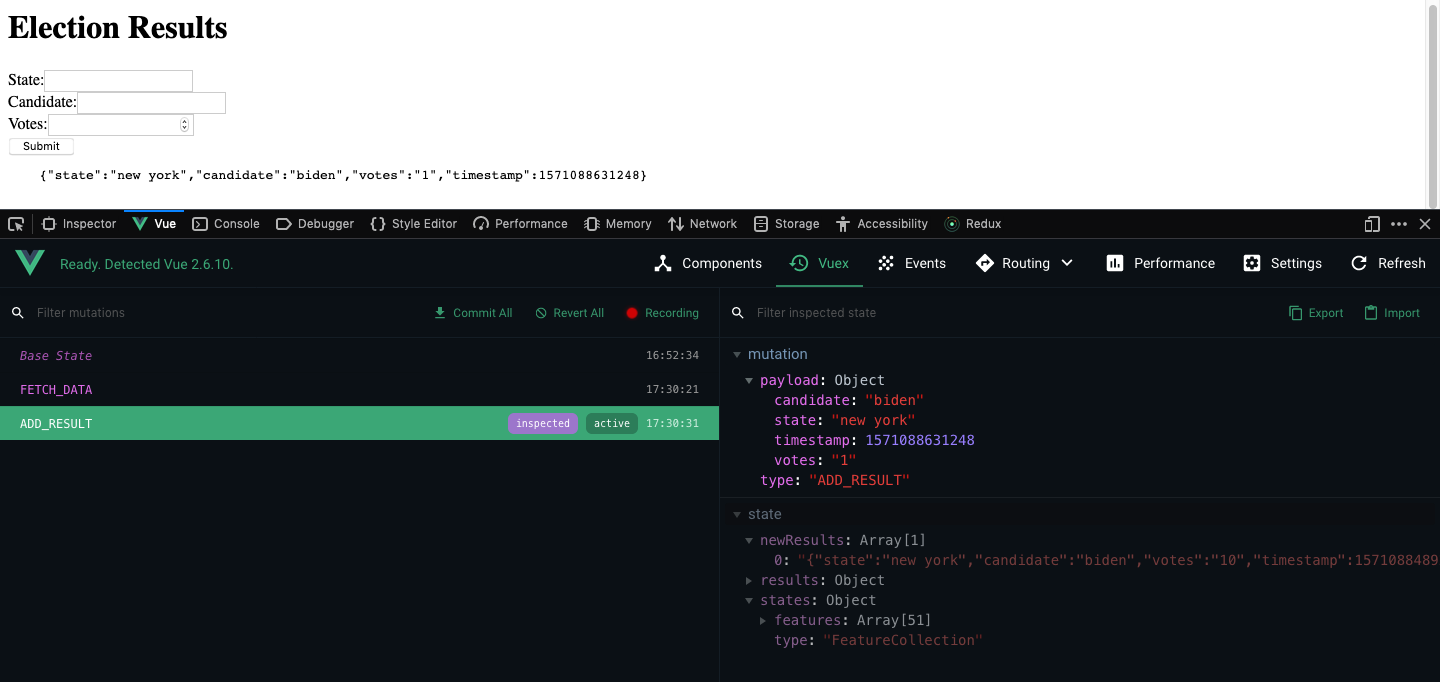 Election Results
State:
Candidate:
Votes:
Submit
{"state":"new york","candidate":"biden","votes":"1","timestamp":1571088631248}
Inspector Vue Console Debugger {} Style Editor Performance Memory Network Storage Accessibility Redux
Ready. Detected Vue 2.6.10. Components Vuex Events Routing Performance Settings Refresh
Filter mutations Commit All Revert All Recording
Filter inspected state Export Import
Base State 16:52:34
FETCH_DATA 17:30:21
ADD_RESULT inspected active 17:30:31
mutation
payload: Object
candidate: "biden"
state: "new york"
timestamp: 1571088631248
votes: "1"
type: "ADD_RESULT"
state
newResults: Array[1]
0: "{"state":"new york","candidate":"biden","votes":"10","timestamp":1571088489
results: Object
states: Object
features: Array[51]
type: "FeatureCollection"